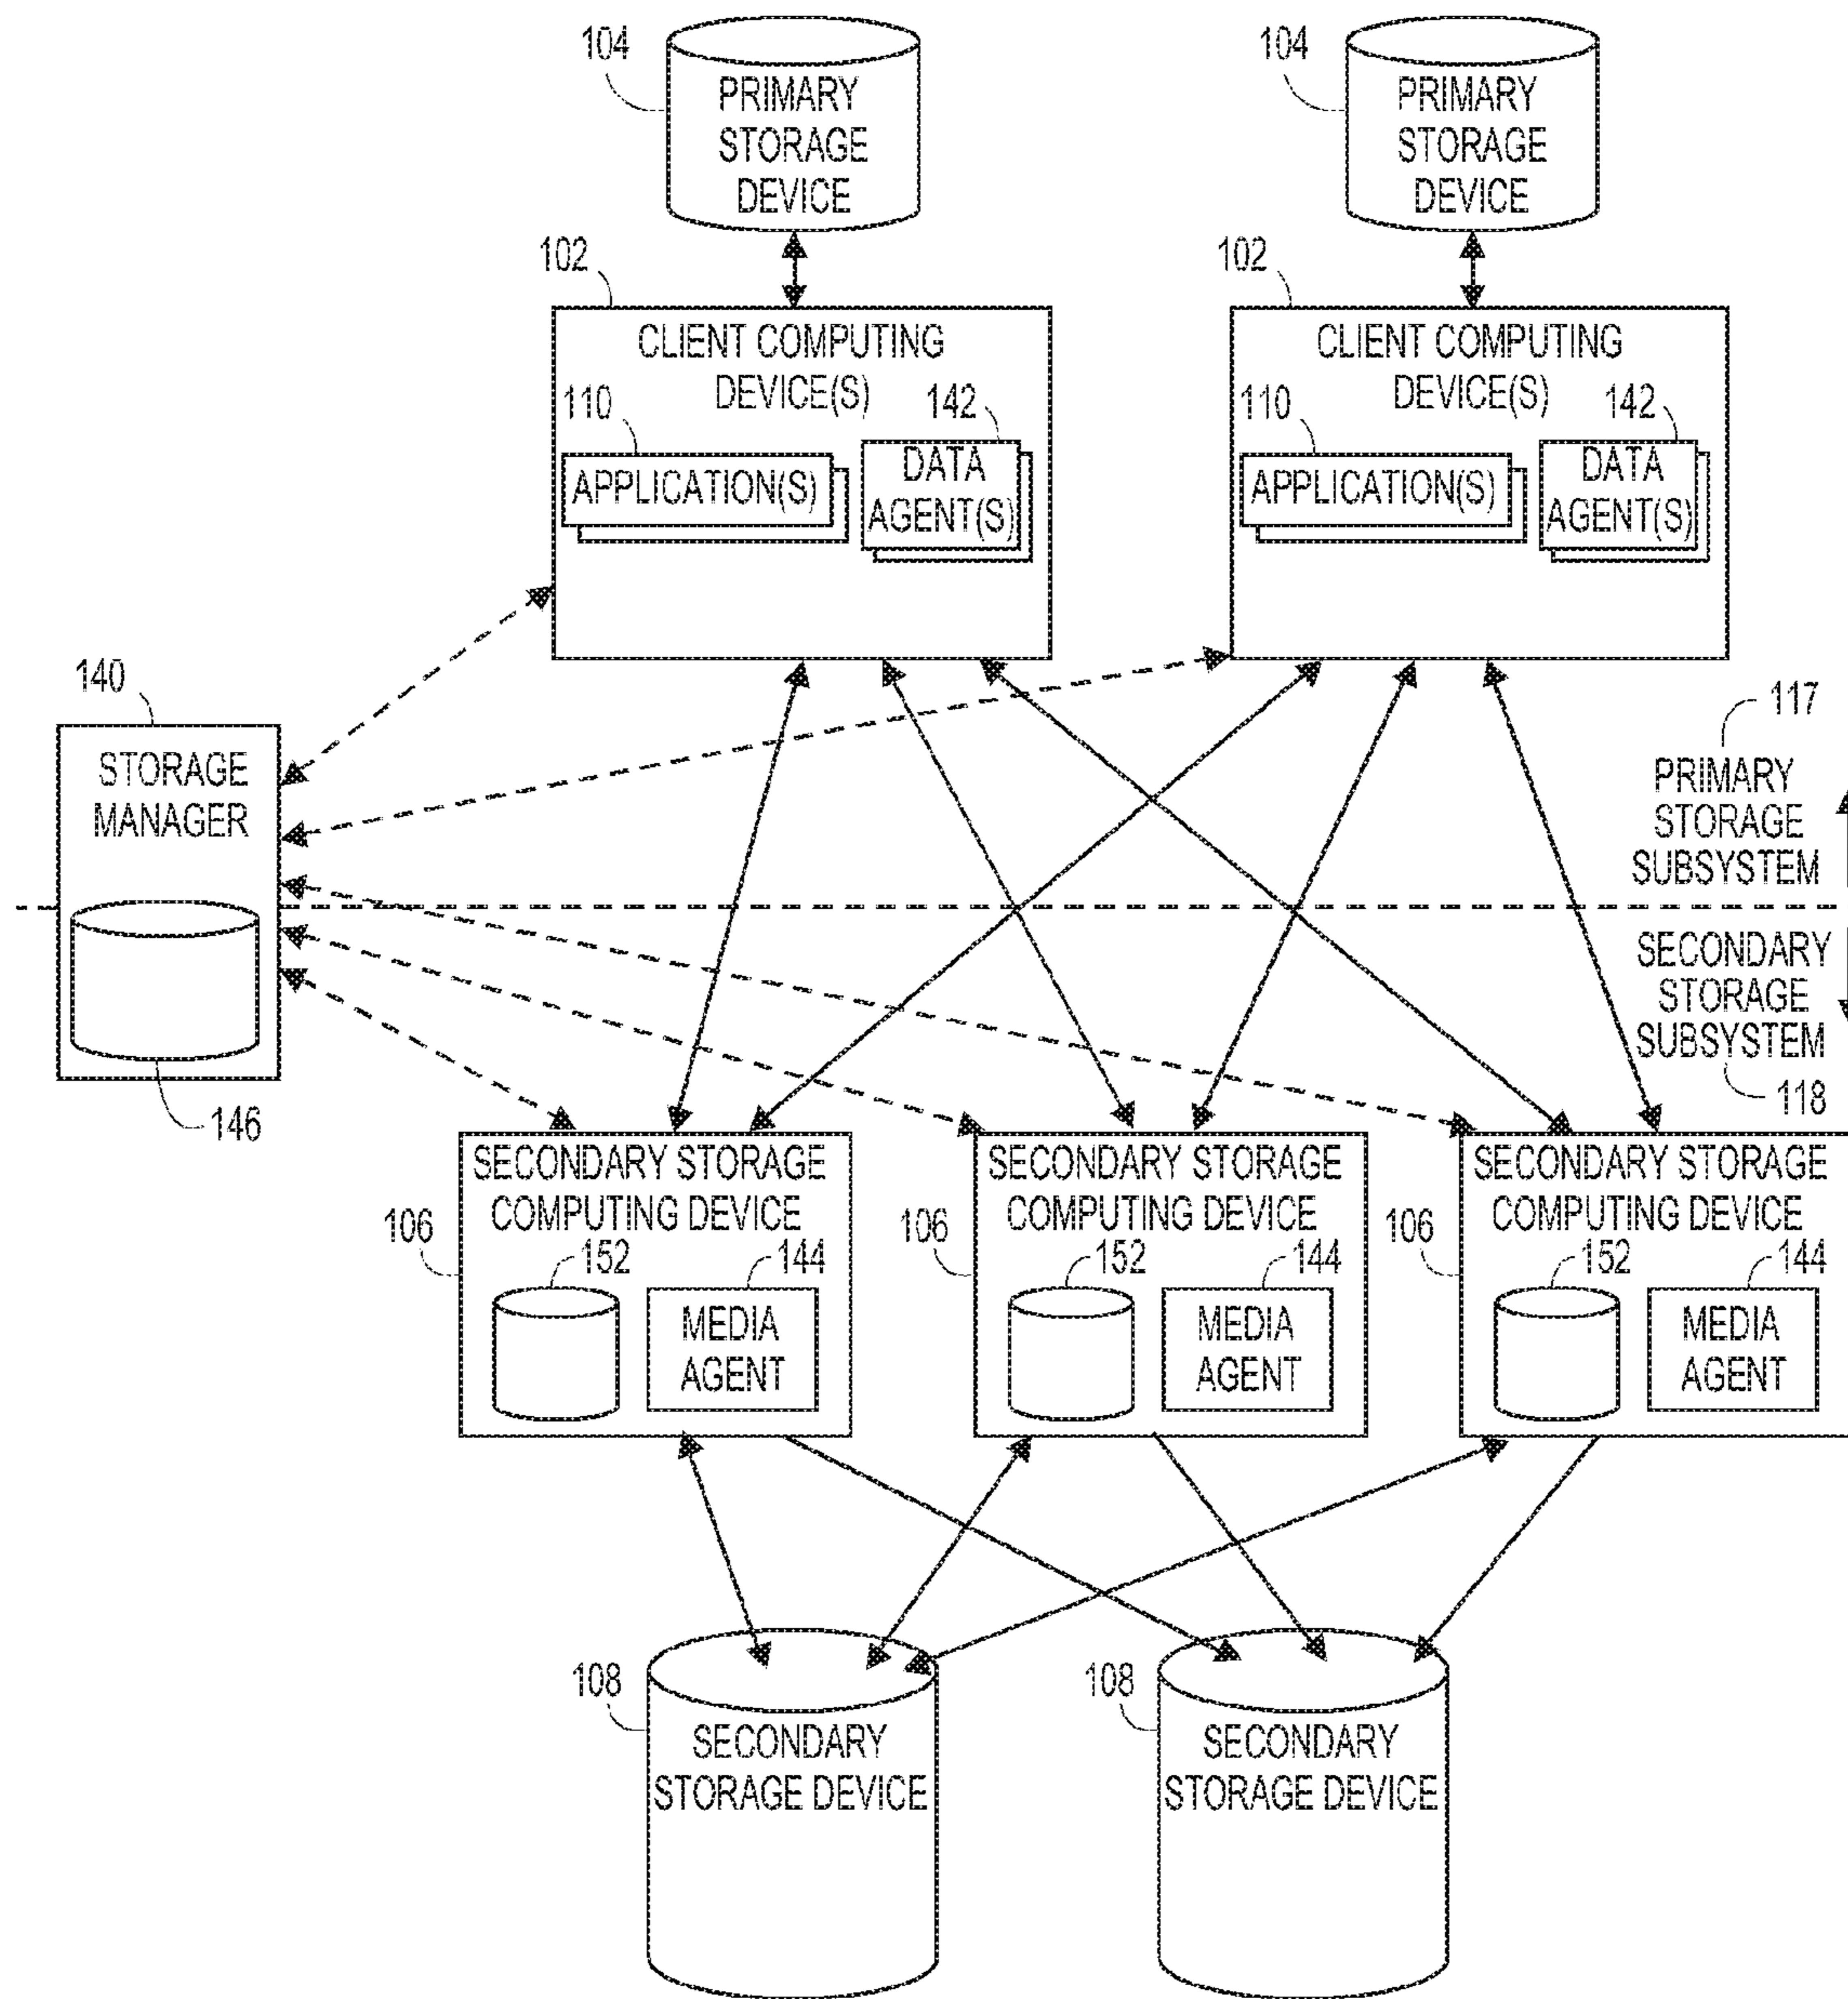 104
PRIMARY
STORAGE
DEVICE
104
PRIMARY
STORAGE
DEVICE
102
CLIENT COMPUTING
DEVICE(S)
110
142
APPLICATION(S)
DATA
AGENT(S)
102
CLIENT COMPUTING
DEVICE(S)
110
142
APPLICATION(S)
DATA
AGENT(S)
140
STORAGE
MANAGER
146
117
PRIMARY
STORAGE
SUBSYSTEM
SECONDARY
STORAGE
SUBSYSTEM
118
SECONDARY STORAGE
COMPUTING DEVICE
106
152
144
MEDIA
AGENT
SECONDARY STORAGE
COMPUTING DEVICE
106
152
144
MEDIA
AGENT
SECONDARY STORAGE
COMPUTING DEVICE
106
152
144
MEDIA
AGENT
108
SECONDARY
STORAGE DEVICE
108
SECONDARY
STORAGE DEVICE